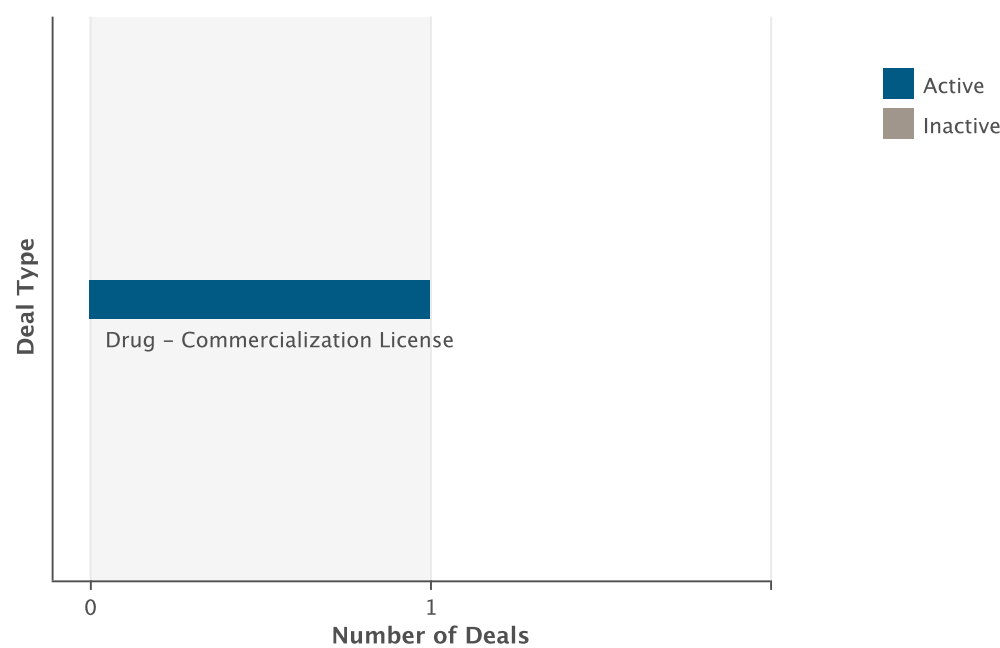 Active
Inactive
Deal Type
Drug – Commercialization License
0
1
Number of Deals